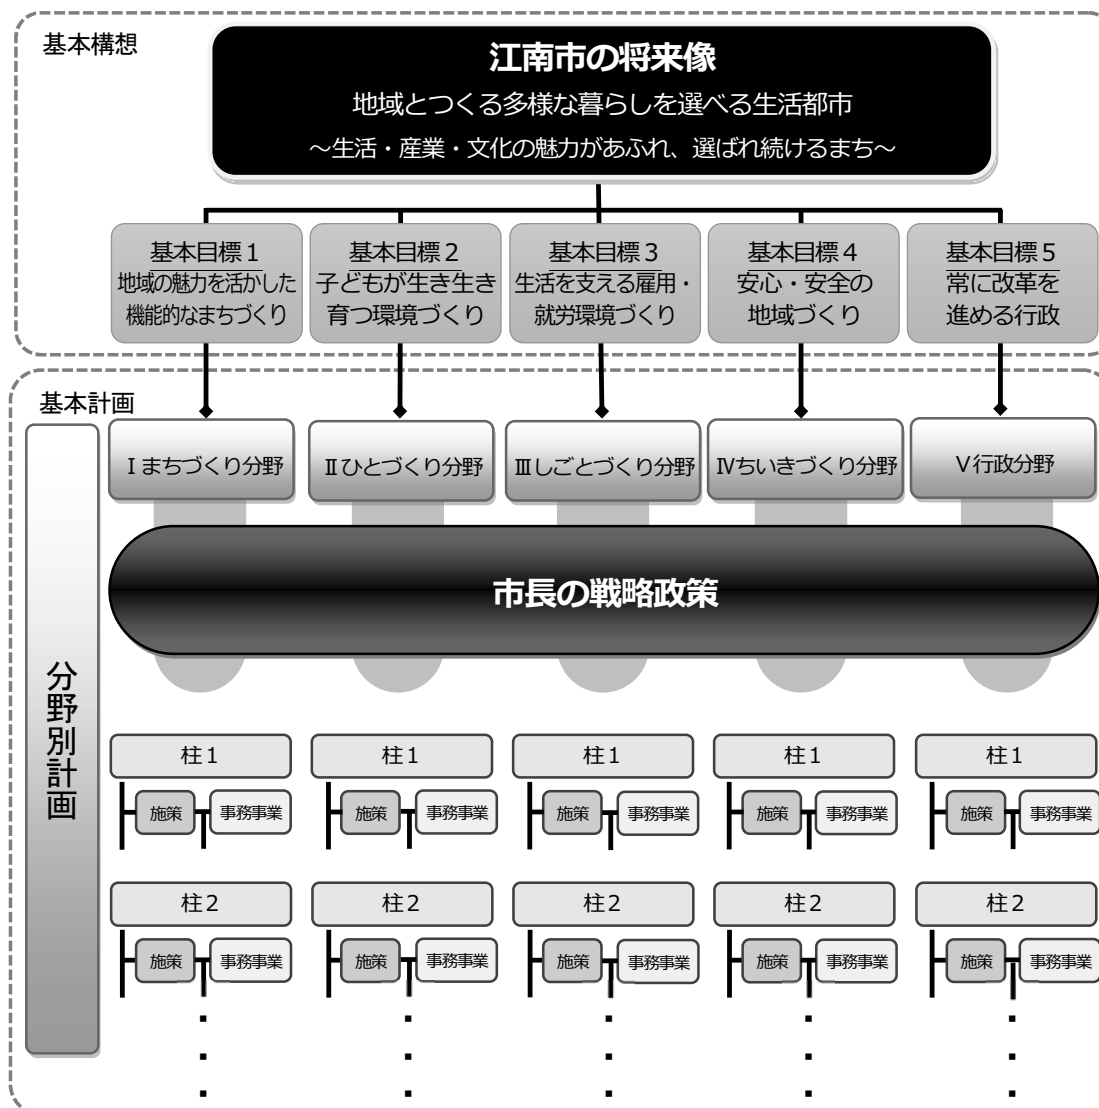 基本構想
江南市の将来像
地域とつくる多様な暮らしを選べる生活都市
～生活・産業・文化の魅力があふれ、選ばれ続けるまち～
基本目標１
地域の魅力を活かした
機能的なまちづくり
基本目標２
子どもが生き生き
育つ環境づくり
基本目標３
生活を支える雇用・
就労環境づくり
基本目標４
安心・安全の
地域づくり
基本目標５
常に改革を
進める行政
基本計画
分野別計画
Ⅰまちづくり分野
Ⅱひとづくり分野
Ⅲしごとづくり分野
Ⅳちいきづくり分野
Ⅴ行政分野
市長の戦略政策
柱１
柱１
柱１
柱１
柱１
施策
事務事業
施策
事務事業
施策
事務事業
施策
事務事業
施策
事務事業
柱２
柱２
柱２
柱２
柱２
施策
事務事業
施策
事務事業
施策
事務事業
施策
事務事業
施策
事務事業